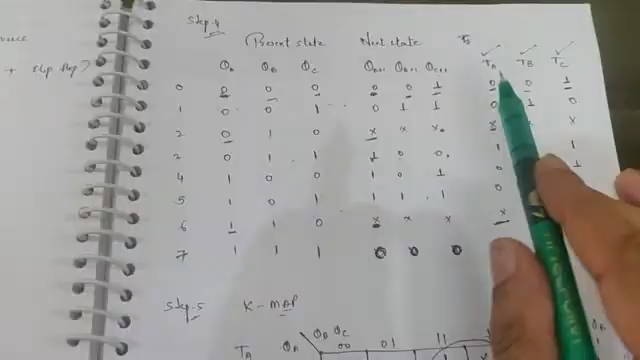 Step-4
Present state Next state
QA QB QC QA+1 QB+1 QC+1 TA TB TC
0 0 0 0 0 0 1 0 0 1
1 0 0 1 0 1 1 0 1 0
2 0 1 0 x x x x x
2 0 1 1 1 0 0 1 1
4 1 0 0 1 0 1 0 1
5 1 0 1 1 1 1 0
6 1 1 0 x x x x
7 1 1 1 0 0 0
Step-5 K-MAP
QB QC
TA QA 00 01 11